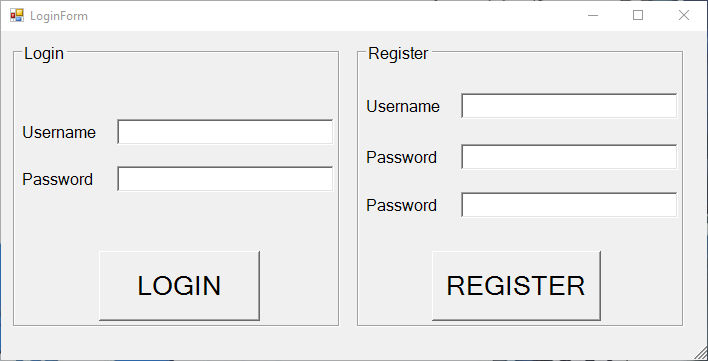 LoginForm
Login
Username
Password
LOGIN
Register
Username
Password
Password
REGISTER